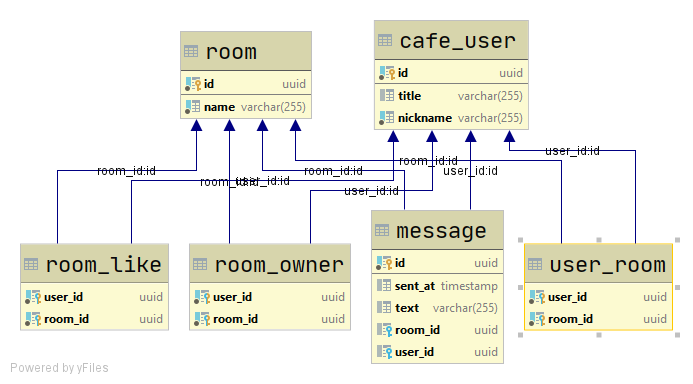 room
id uuid
name varchar(255)
cafe_user
id uuid
title varchar(255)
nickname varchar(255)
room_id:id
user_id:id
room_id:id
user_id:id
room_id:id
user_id:id
room_id:id
user_id:id
room_like
user_id uuid
room_id uuid
room_owner
user_id uuid
room_id uuid
message
id uuid
sent_at timestamp
text varchar(255)
room_id uuid
user_id uuid
user_room
user_id uuid
room_id uuid
Powered by yFiles